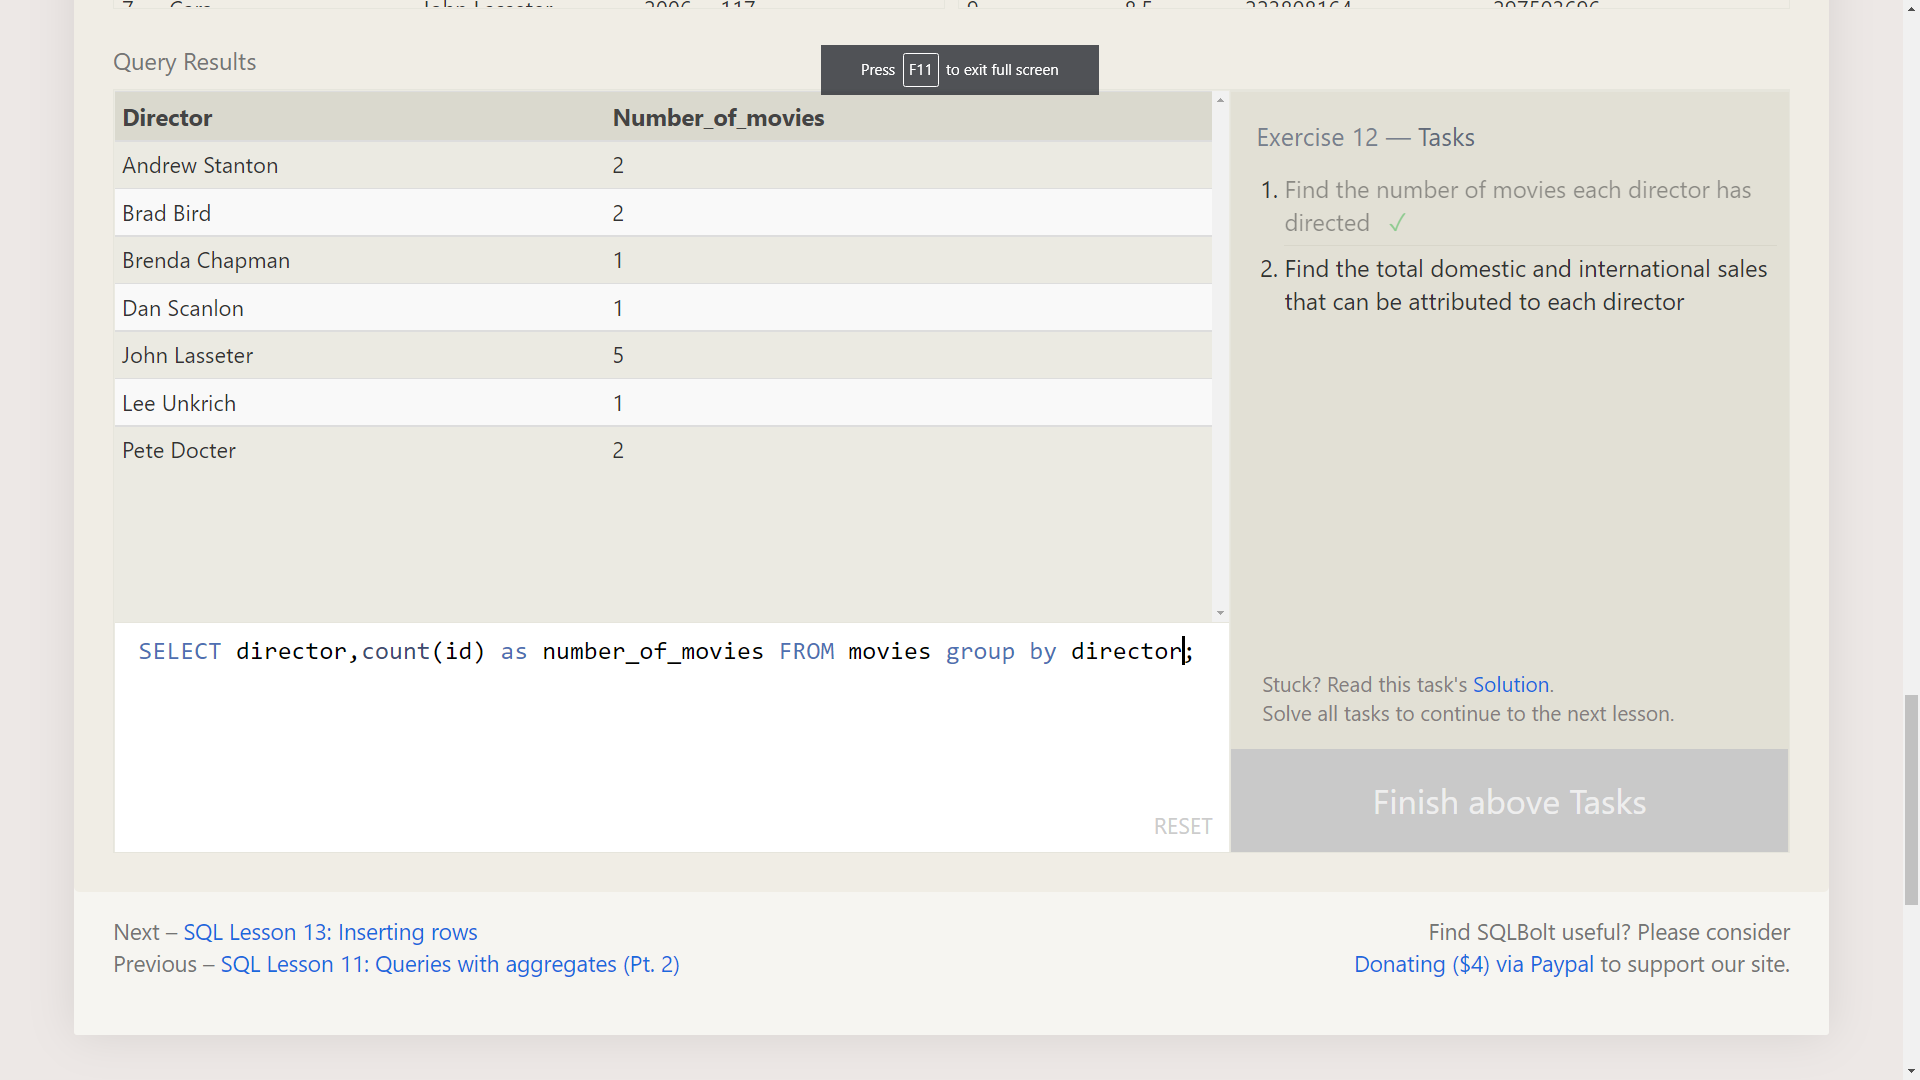 Query Results
Press F11 to exit full screen
Director Number_of_movies
Andrew Stanton 2
Brad Bird 2
Brenda Chapman 1
Dan Scanlon 1
John Lasseter 5
Lee Unkrich 1
Pete Docter 2
Exercise 12 — Tasks
1. Find the number of movies each director has
directed ✓
2. Find the total domestic and international sales
that can be attributed to each director
SELECT director,count(id) as number_of_movies FROM movies group by director;
RESET
Stuck? Read this task's Solution.
Solve all tasks to continue to the next lesson.
Finish above Tasks
Next – SQL Lesson 13: Inserting rows
Previous – SQL Lesson 11: Queries with aggregates (Pt. 2)
Find SQLBolt useful? Please consider
Donating ($4) via Paypal to support our site.